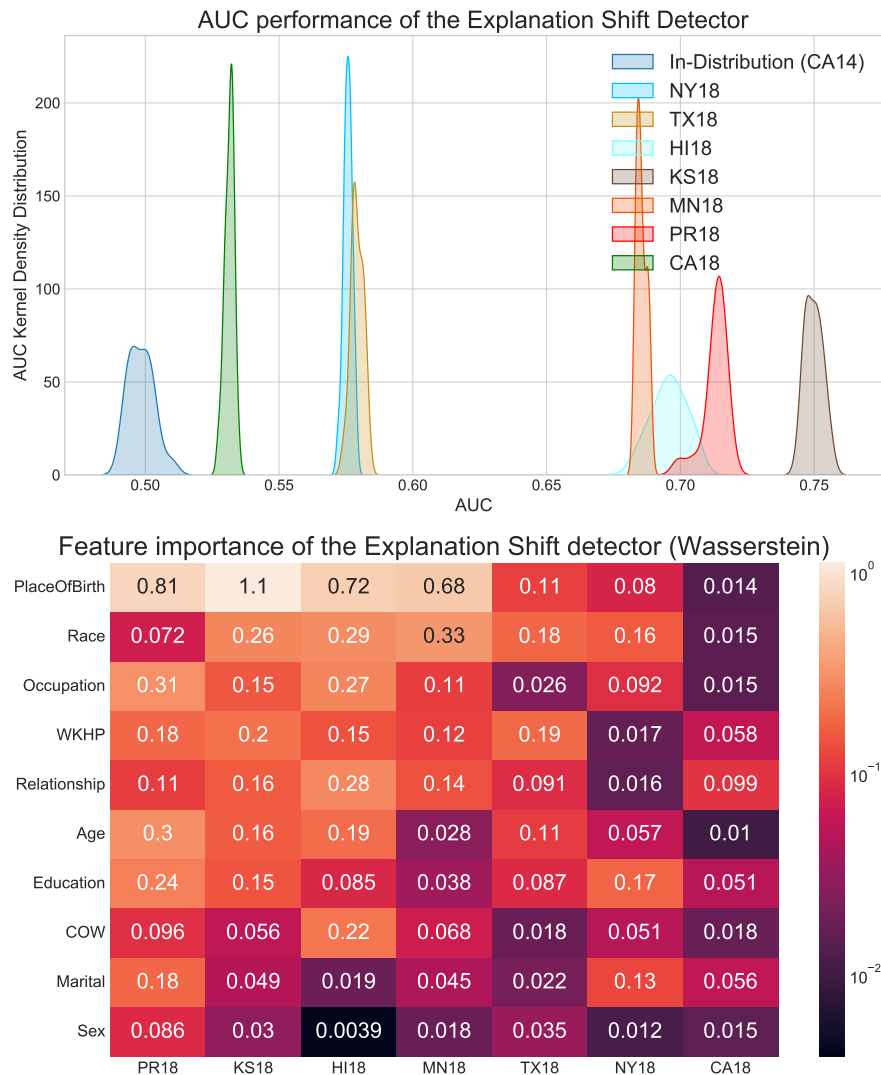 AUC performance of the Explanation Shift Detector
AUC Kernel Density Distribution
200
150
100
50
0
In-Distribution (CA14)
NY18
TX18
HI18
KS18
MN18
PR18
CA18
0.50 0.55 0.60 0.65 0.70 0.75
AUC
Feature importance of the Explanation Shift detector (Wasserstein)
PlaceOfBirth 0.81 1.1 0.72 0.68 0.11 0.08 0.014
Race 0.072 0.26 0.29 0.33 0.18 0.16 0.015
Occupation 0.31 0.15 0.27 0.11 0.026 0.092 0.015
WKHP 0.18 0.2 0.15 0.12 0.19 0.017 0.058
Relationship 0.11 0.16 0.28 0.14 0.091 0.016 0.099
Age 0.3 0.16 0.19 0.028 0.11 0.057 0.01
Education 0.24 0.15 0.085 0.038 0.087 0.17 0.051
COW 0.096 0.056 0.22 0.068 0.018 0.051 0.018
Marital 0.18 0.049 0.019 0.045 0.022 0.13 0.056
Sex 0.086 0.03 0.0039 0.018 0.035 0.012 0.015
PR18 KS18 HI18 MN18 TX18 NY18 CA18
10⁰
10⁻¹
10⁻²